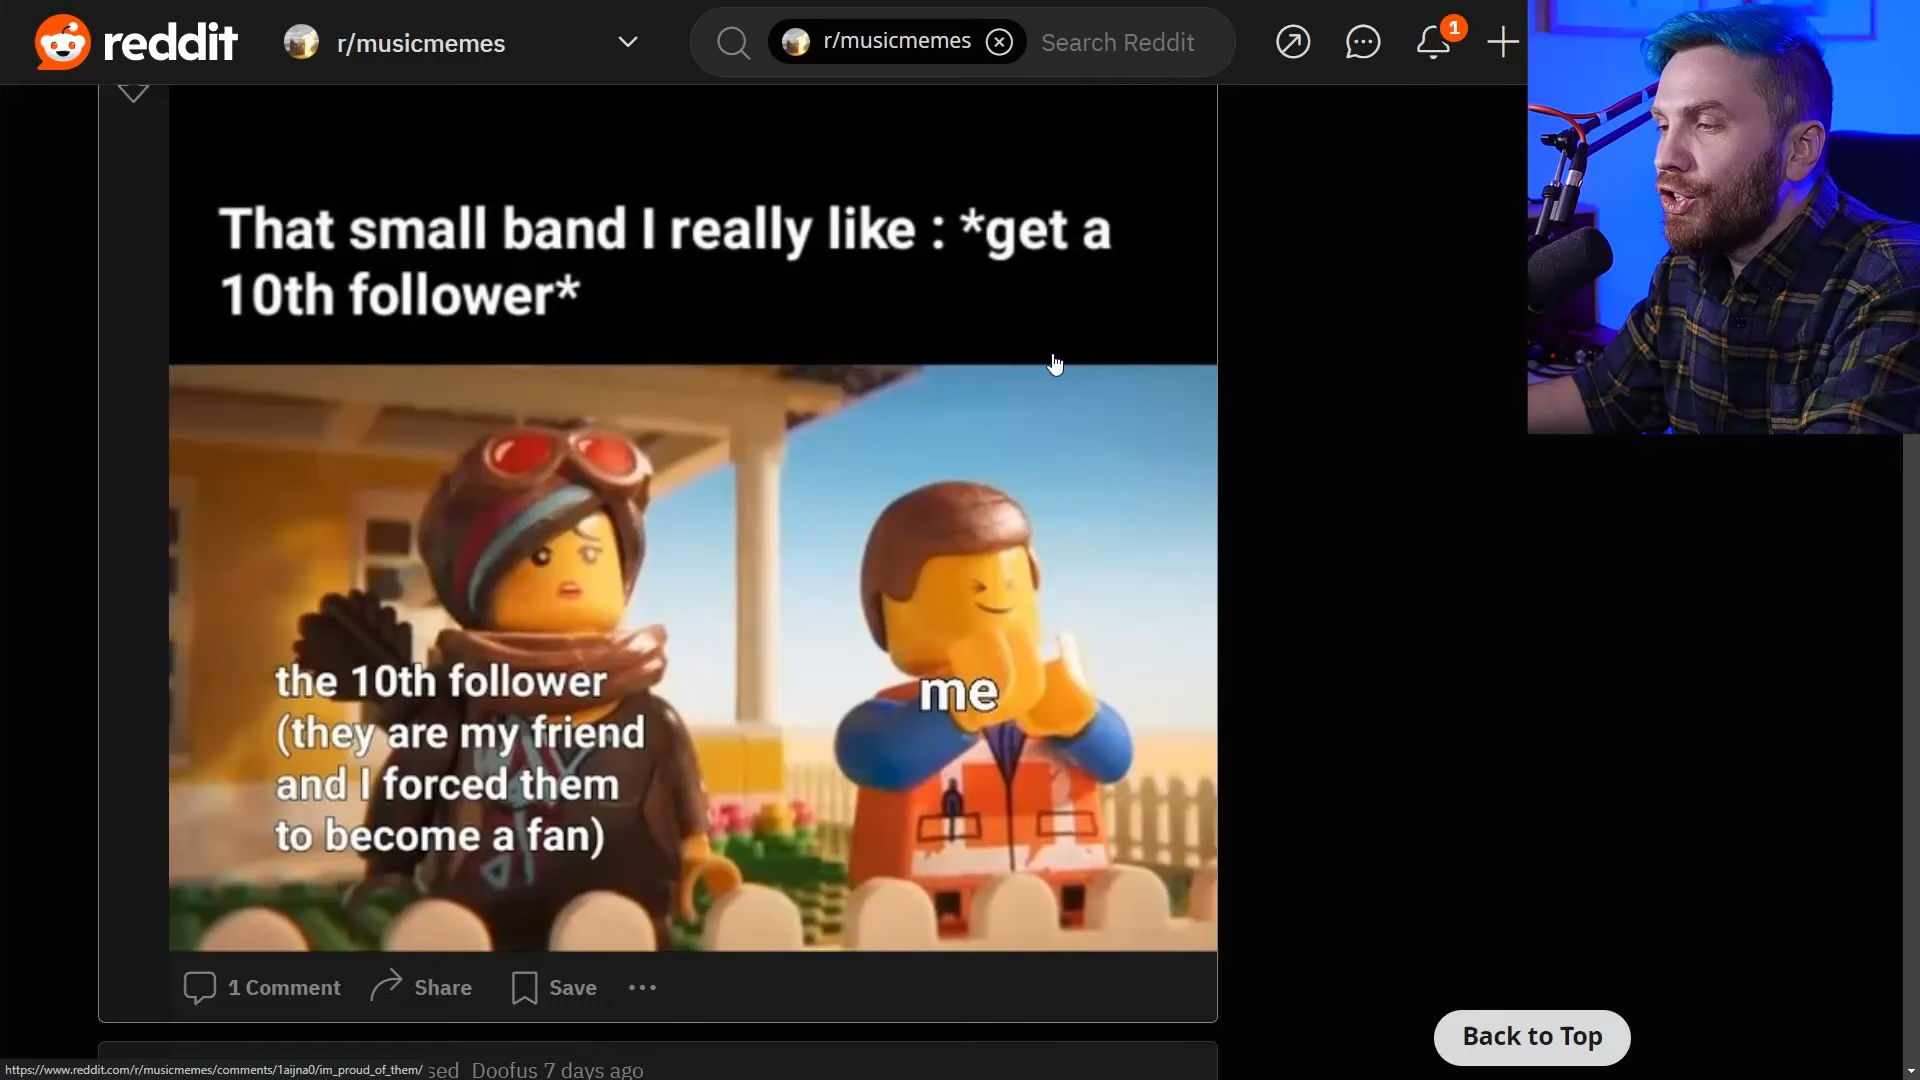 reddit
r/musicmemes
r/musicmemes
Search Reddit
1
That small band I really like : *get a
10th follower*
the 10th follower
(they are my friend
and I forced them
to become a fan)
me
1 Comment
Share
Save
Back to Top
https://www.reddit.com/r/musicmemes/comments/1aijna0/im_proud_of_them/
Doofus 7 days ago